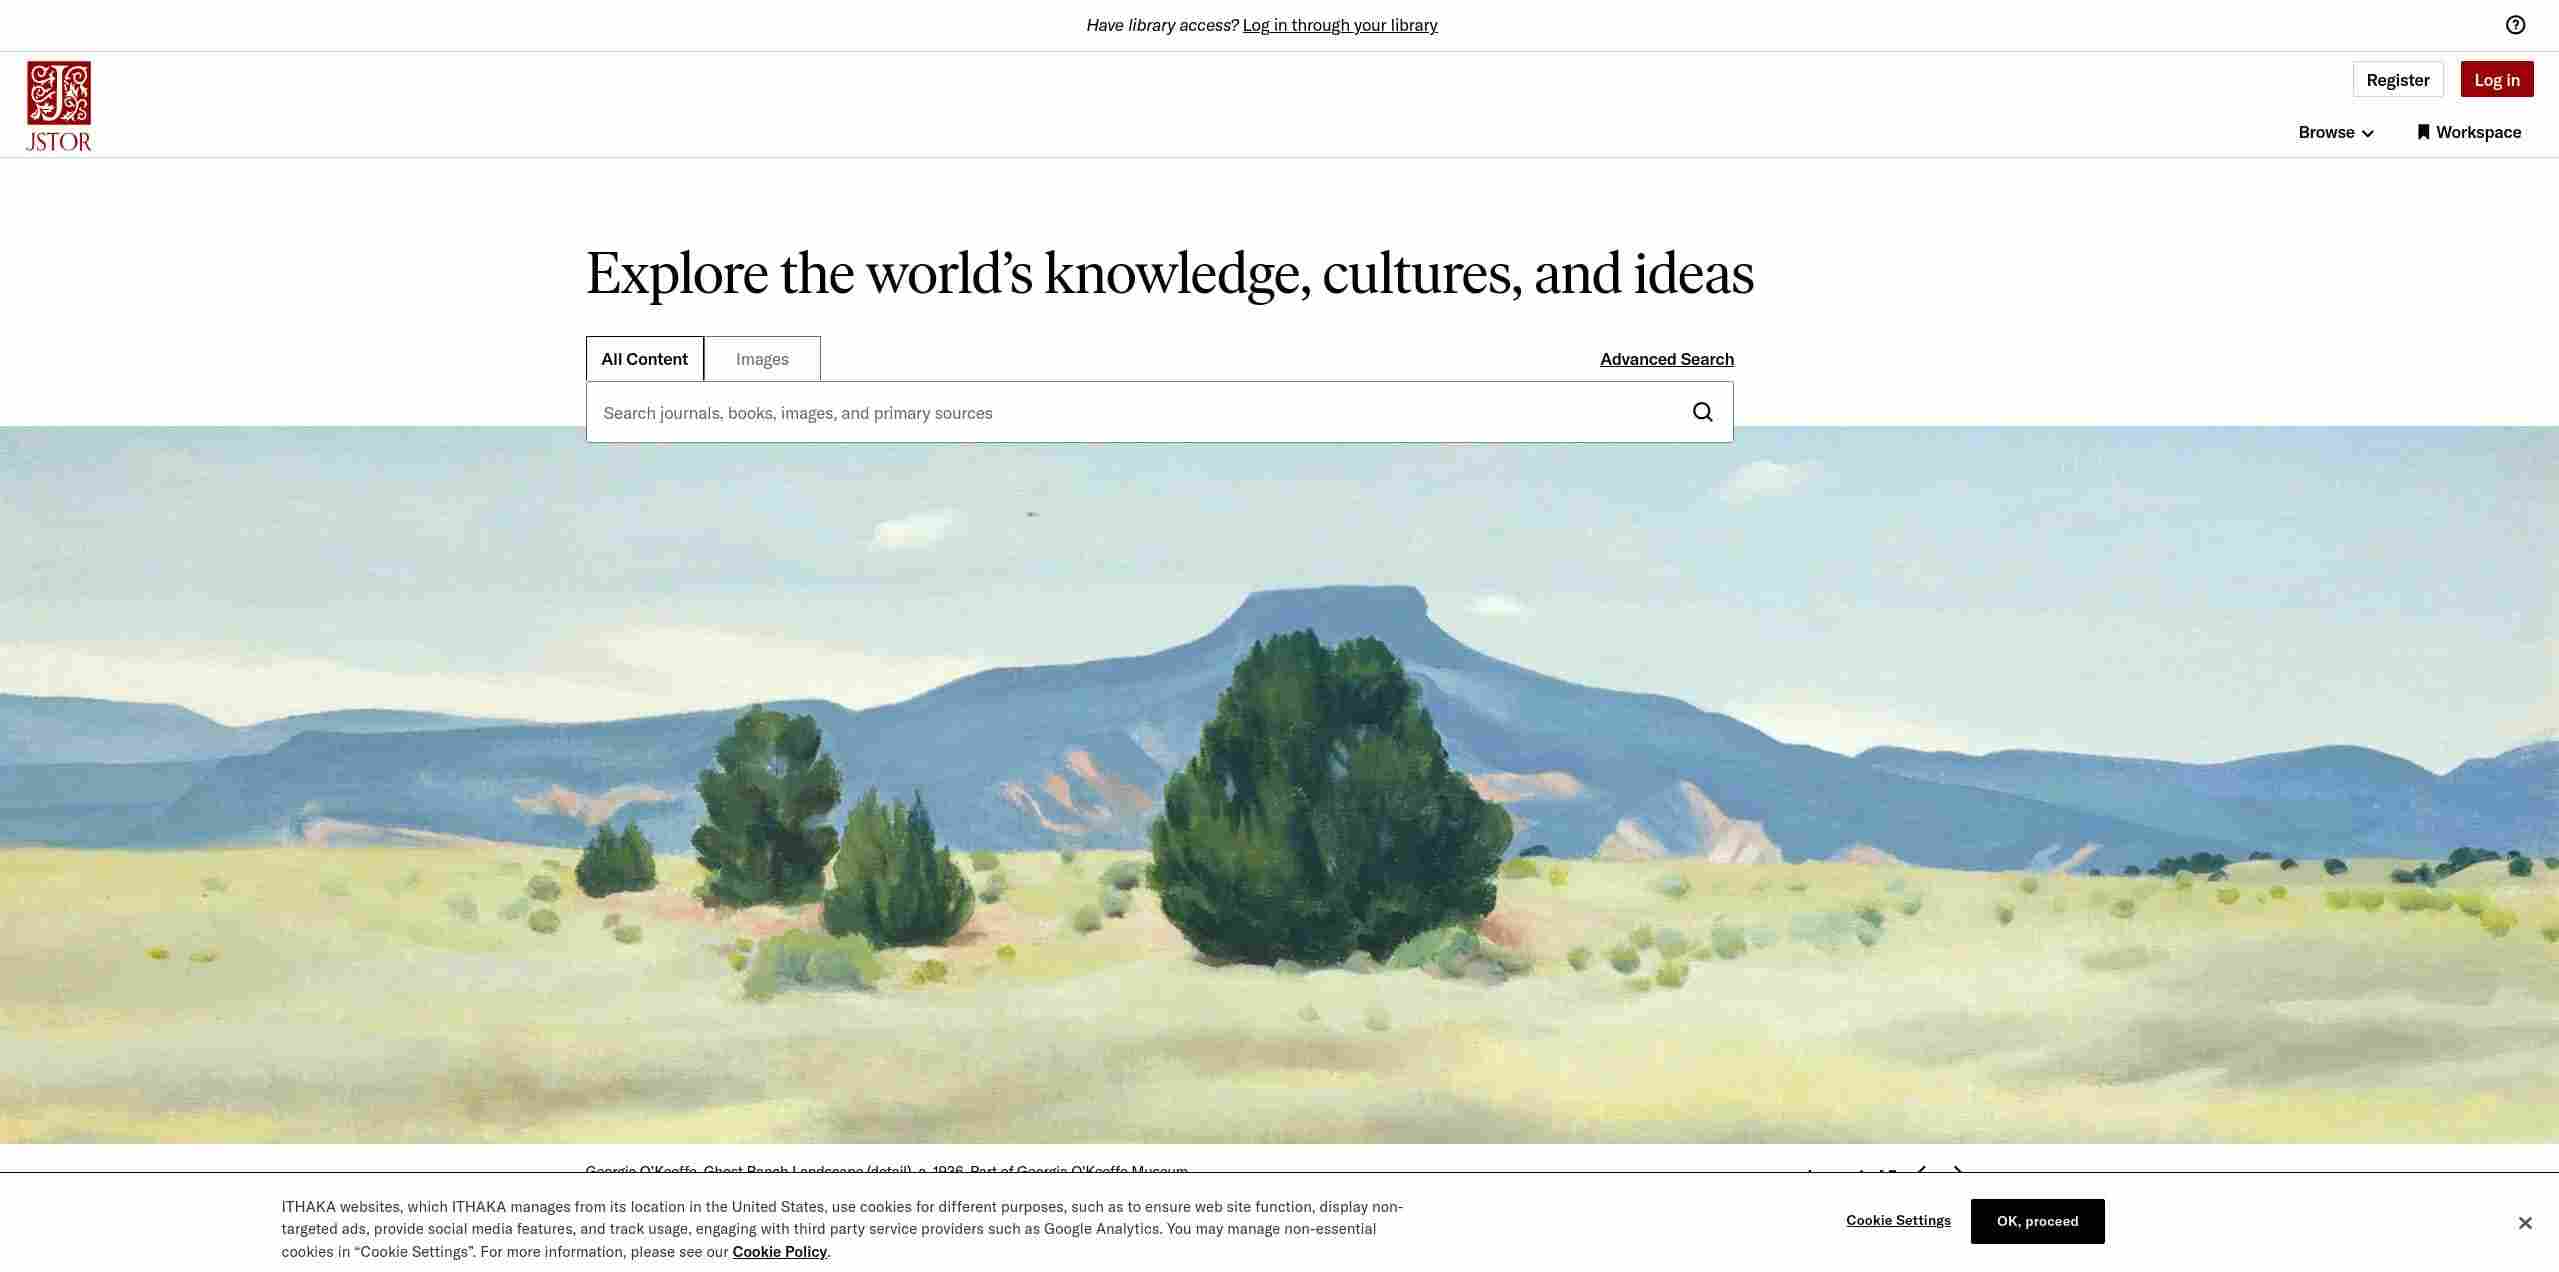 Have library access? Log in through your library
JSTOR
Register
Log in
Browse
Workspace
Explore the world’s knowledge, cultures, and ideas
All Content
Images
Advanced Search
Search journals, books, images, and primary sources
Georgia O'Keeffe. Ghost Ranch Landscape (detail). c. 1936. Part of Georgia O'Keeffe Museum
ITHAKA websites, which ITHAKA manages from its location in the United States, use cookies for different purposes, such as to ensure web site function, display non-
targeted ads, provide social media features, and track usage, engaging with third party service providers such as Google Analytics. You may manage non-essential
cookies in “Cookie Settings”. For more information, please see our Cookie Policy.
Cookie Settings
OK, proceed